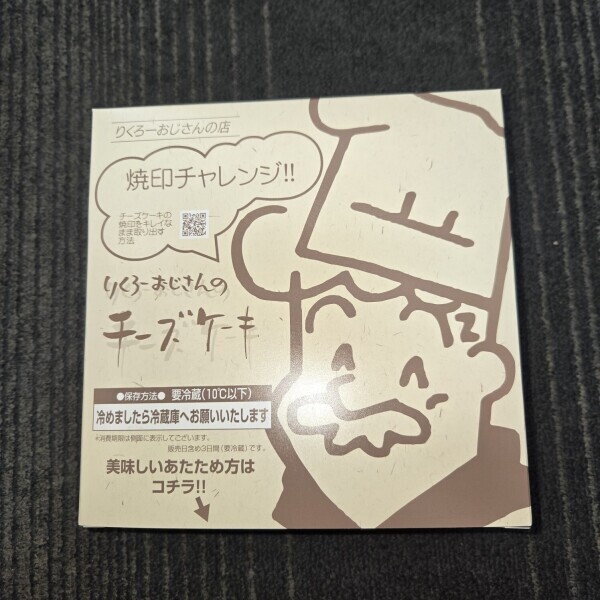 りくろーおじさんの店
焼印チャレンジ!!
チーズケーキの
焼印をキレイな
まま取り出す
方法
りくろーおじさんの
チーズケーキ
●保存方法● 要冷蔵(10℃以下)
冷めましたら冷蔵庫へお願いいたします
*消費期限は側面に表示してございます。
販売日含め3日間(要冷蔵)です。
美味しいあたため方は
コチラ!!